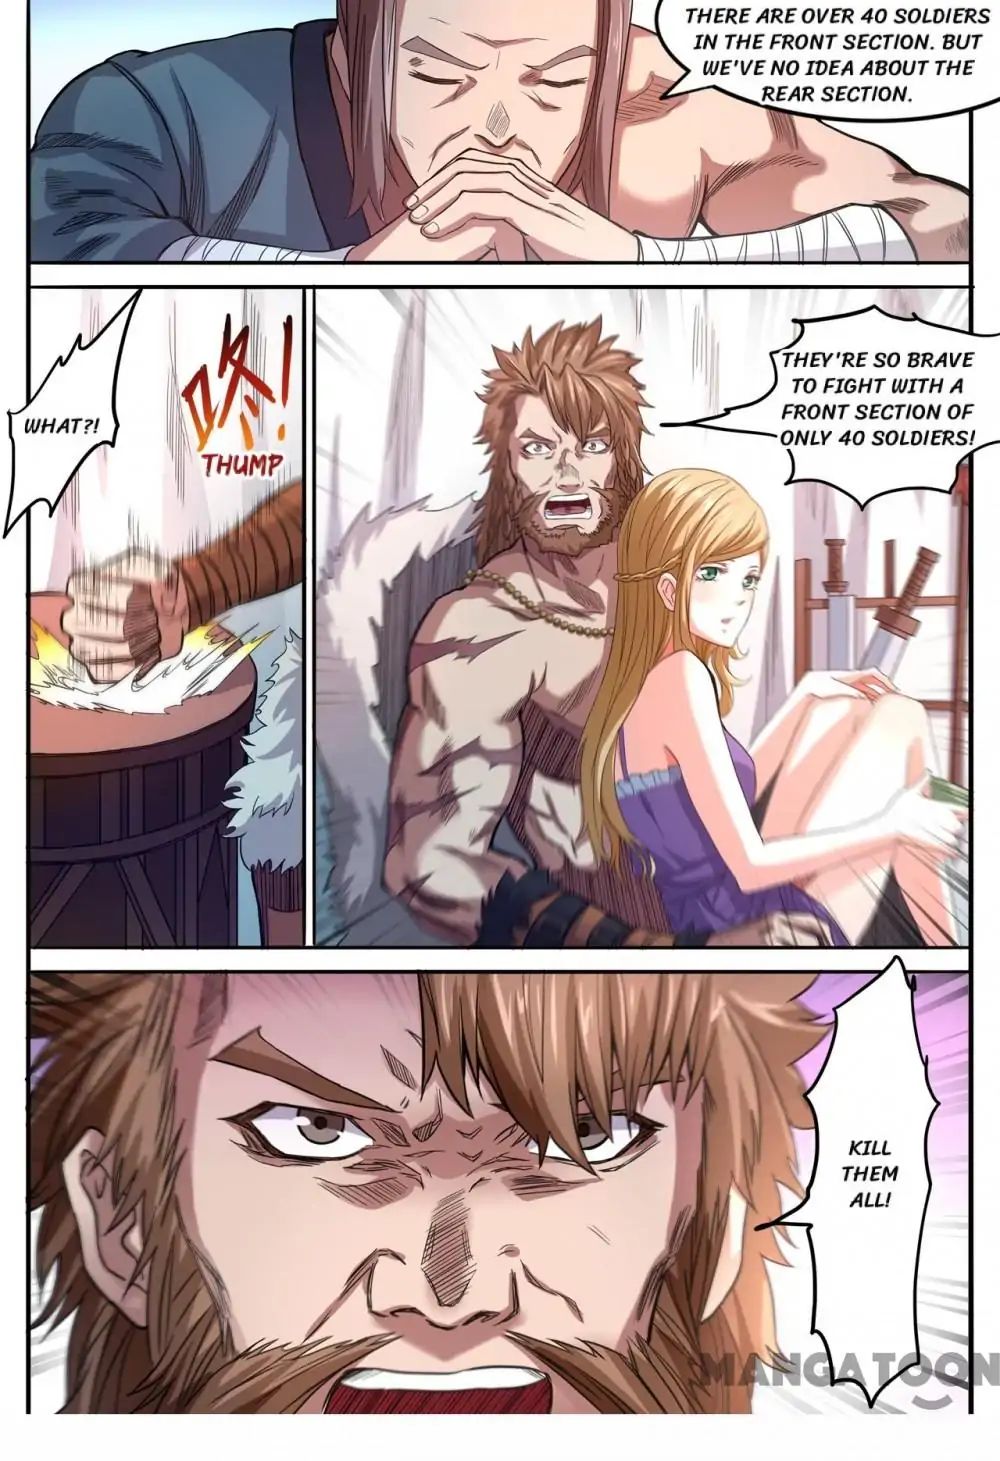 THERE ARE OVER 40 SOLDIERS
IN THE FRONT SECTION. BUT
WE'VE NO IDEA ABOUT THE
REAR SECTION.
WHAT?!
咚!
THUMP
THEY'RE SO BRAVE
TO FIGHT WITH A
FRONT SECTION OF
ONLY 40 SOLDIERS!
KILL
THEM
ALL!
MANGATOON